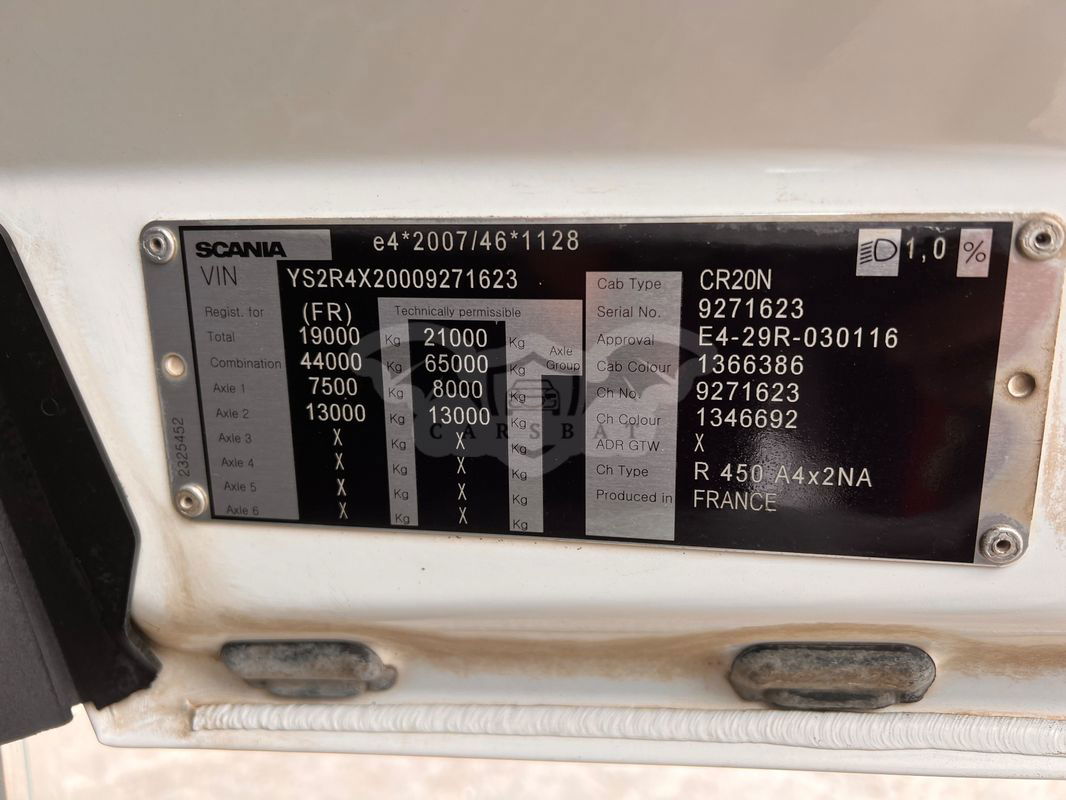 SCANIA e4*2007/46*1128 1,0 %
VIN YS2R4X20009271623 Cab Type CR20N
Regist. for (FR) Technically permissible Serial No. 9271623
Total 19000 Kg 21000 Kg Axle Group Approval E4-29R-030116
Combination 44000 Kg 65000 Kg Cab Colour 1366386
Axle 1 7500 Kg 8000 Kg Ch No. 9271623
Axle 2 13000 Kg 13000 Kg Ch Colour 1346692
Axle 3 X Kg X Kg ADR GTW X
Axle 4 X Kg X Kg Ch Type R 450 A4x2NA
Axle 5 X Kg X Kg Produced in FRANCE
Axle 6 X Kg X Kg
2325452
CARSBAT